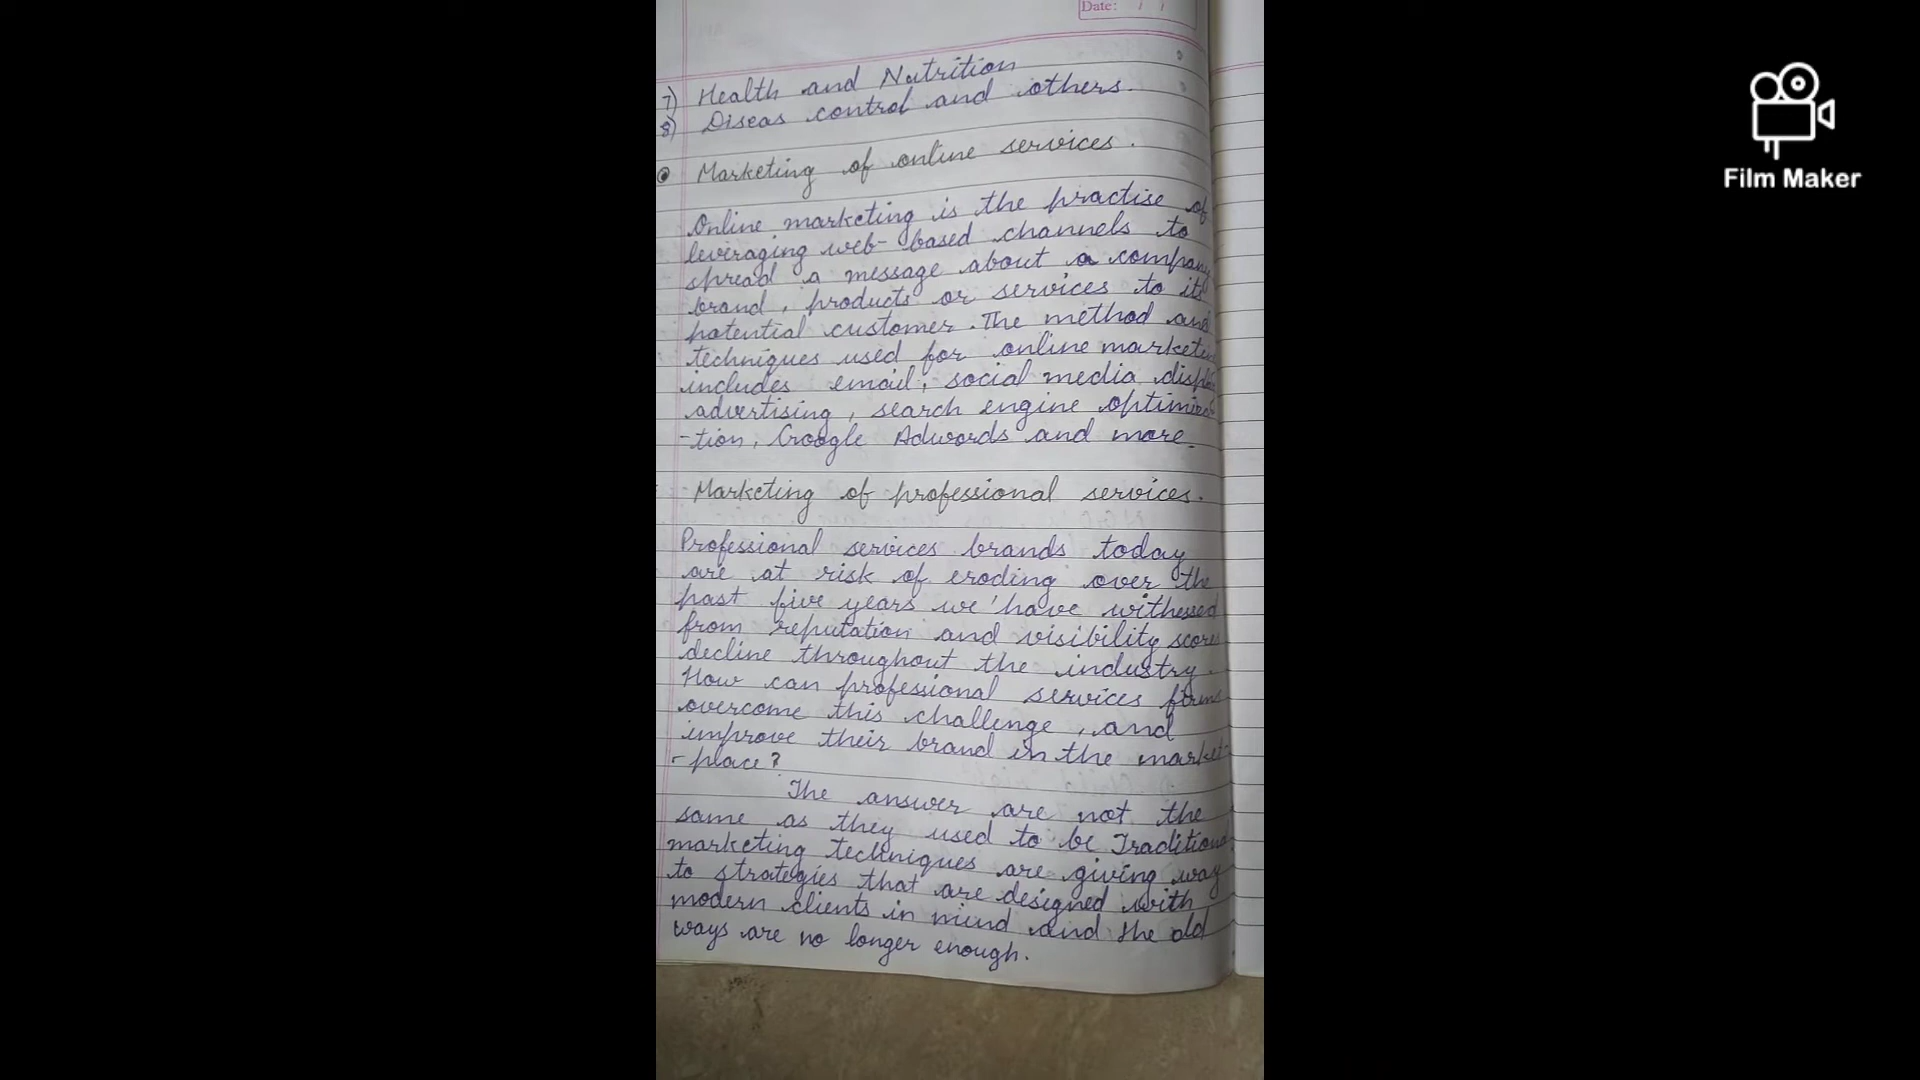 Date: / /
7) Health and Nutrition
8) Diseas control and others.
Marketing of online services.
Online marketing is the practise of
leveraging web-based channels to
spread a message about a company
brand, products or services to its
potential customer. The method and
techniques used for online market
includes email, social media displ
advertising, search engine optimiza
-tion, Google Adwords and more.
Marketing of professional services.
Professional services brands today
are at risk of eroding over the
past five years we'have withessed
from reputation and visibility score
decline throughout the industry.
How can professional services firms
overcome this challenge, and
improve their brand in the market-
-place?
The answer are not the
same as they used to be Traditiona
marketing techniques are giving way
to strategies that are designed with
modern clients in mind and the old
ways are no longer enough.
Film Maker